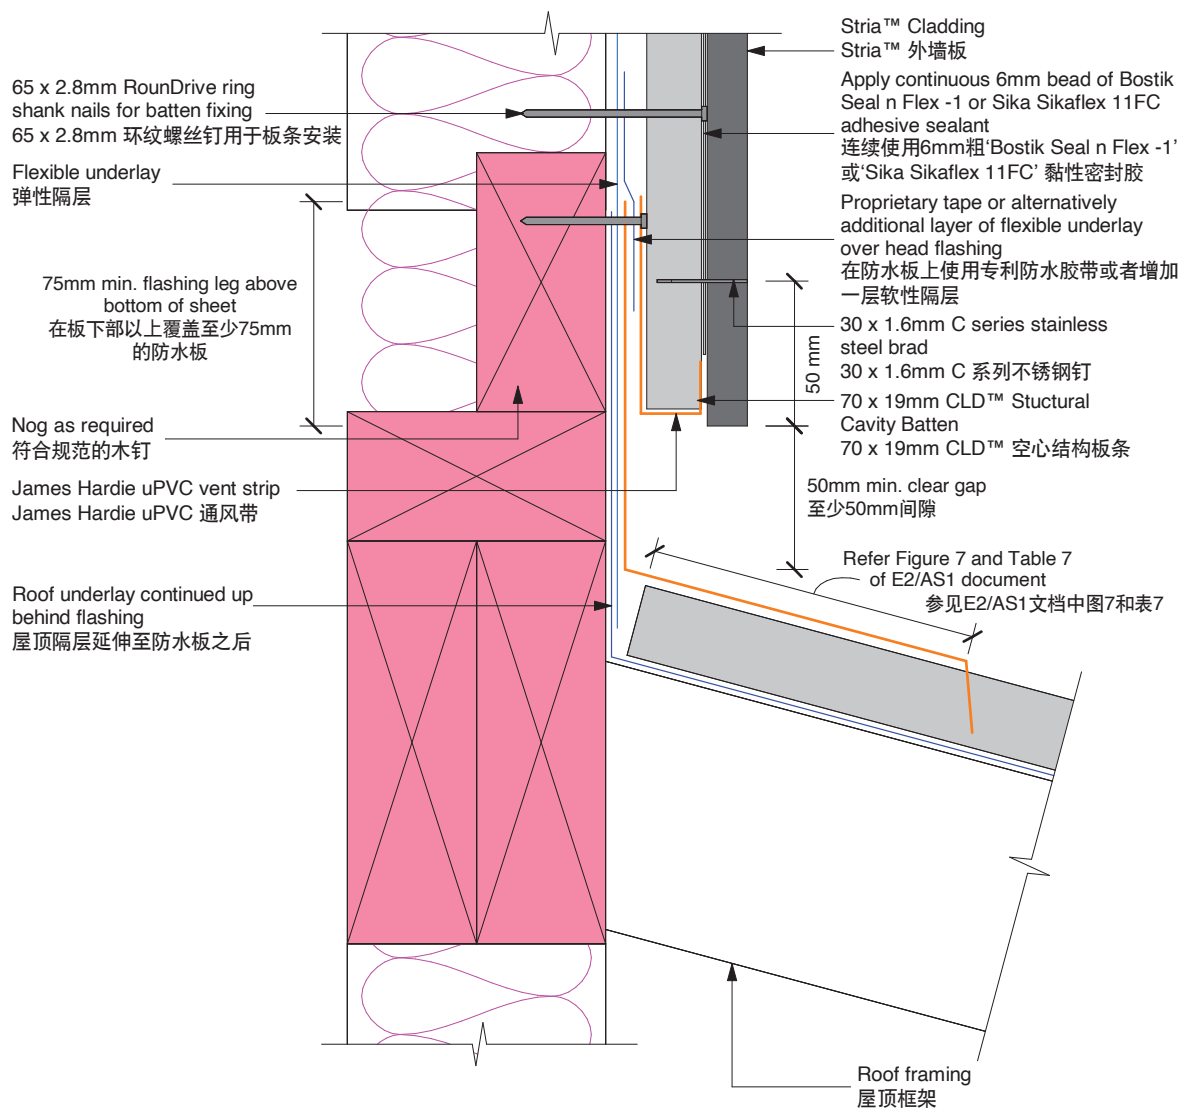 65 x 2.8mm RounDrive ring
shank nails for batten fixing
65 x 2.8mm 环纹螺丝钉用于板条安装
Flexible underlay
弹性隔层
75mm min. flashing leg above
bottom of sheet
在板下部以上覆盖至少75mm
的防水板
Nog as required
符合规范的木钉
James Hardie uPVC vent strip
James Hardie uPVC 通风带
Roof underlay continued up
behind flashing
屋顶隔层延伸至防水板之后
Stria™ Cladding
Stria™ 外墙板
Apply continuous 6mm bead of Bostik
Seal n Flex -1 or Sika Sikaflex 11FC
adhesive sealant
连续使用6mm粗‘Bostik Seal n Flex -1’
或‘Sika Sikaflex 11FC’ 黏性密封胶
Proprietary tape or alternatively
additional layer of flexible underlay
over head flashing
在防水板上使用专利防水胶带或者增加
一层软性隔层
30 x 1.6mm C series stainless
steel brad
30 x 1.6mm C 系列不锈钢钉
50 mm
70 x 19mm CLD™ Stuctural
Cavity Batten
70 x 19mm CLD™ 空心结构板条
50mm min. clear gap
至少50mm间隙
Refer Figure 7 and Table 7
of E2/AS1 document
参见E2/AS1文档中图7和表7
Roof framing
屋顶框架